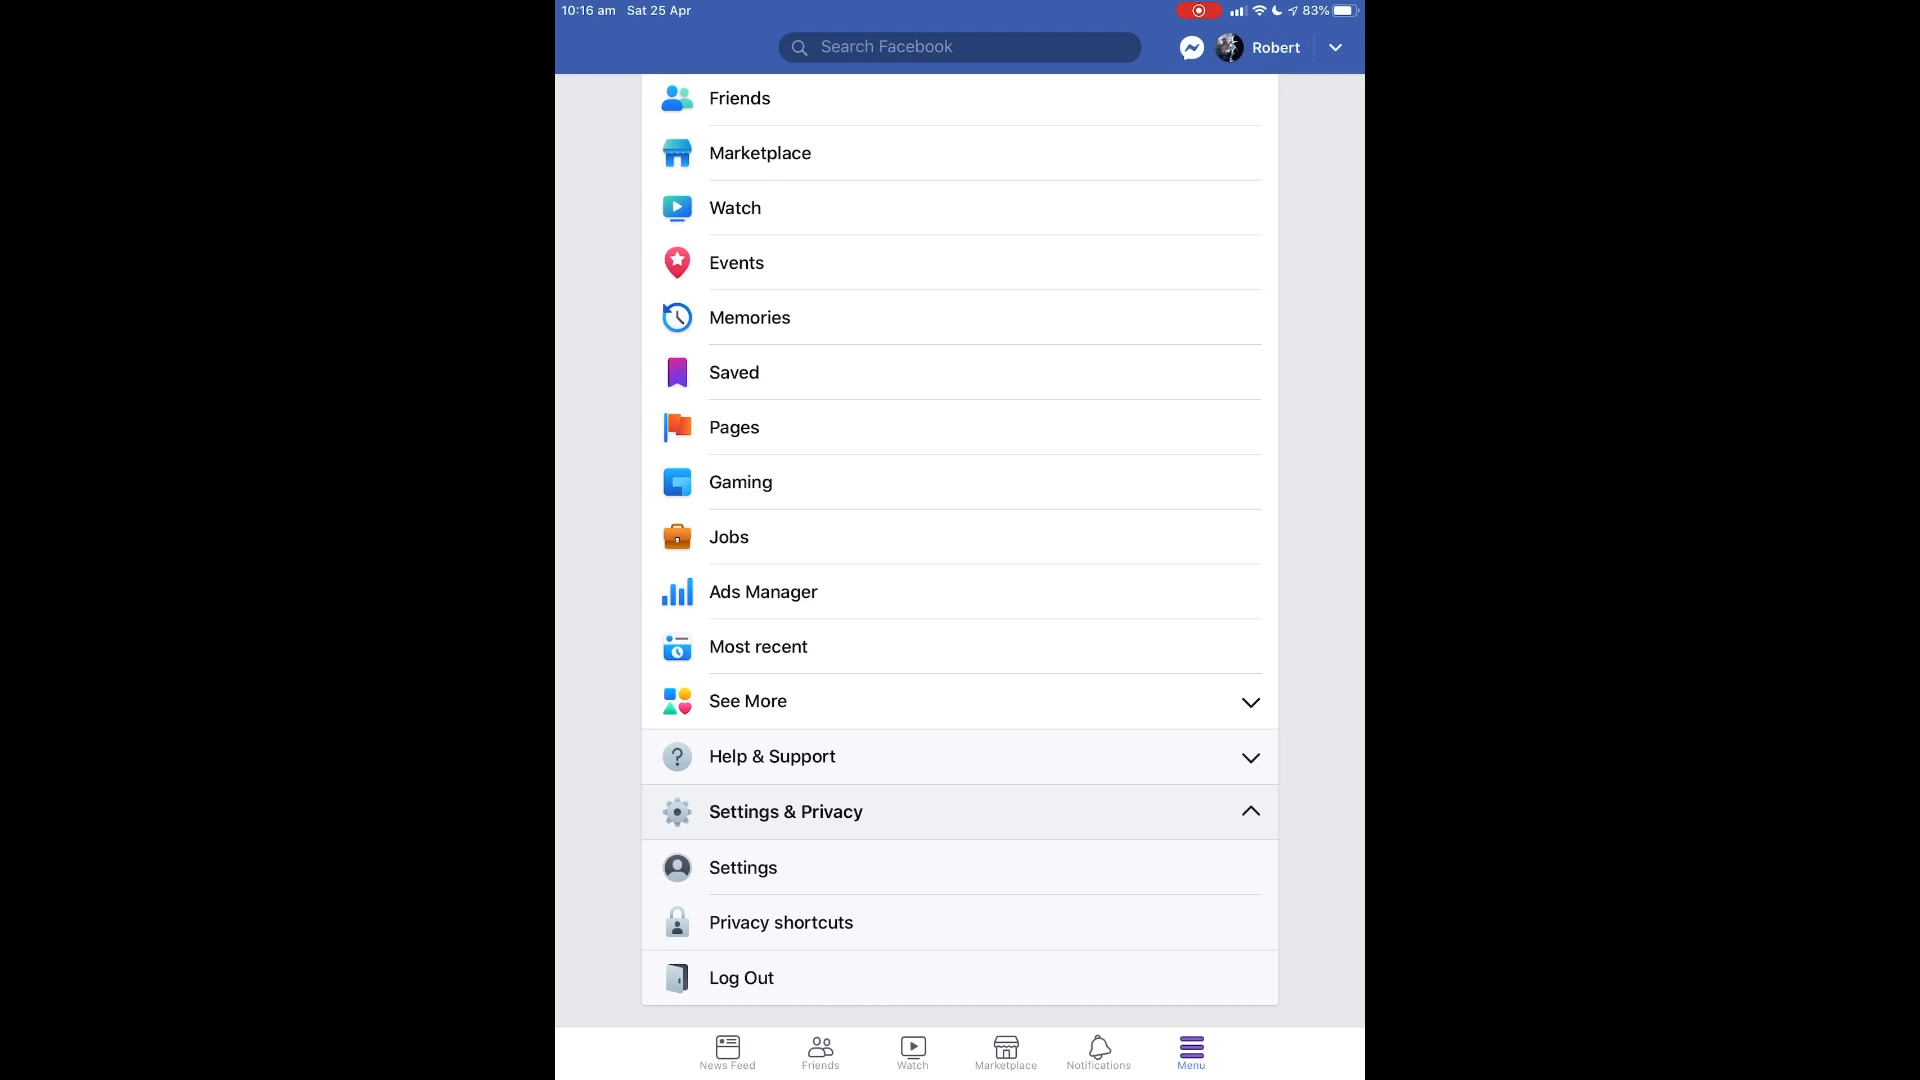 10:16 am Sat 25 Apr 83%
Search Facebook Robert
Friends
Marketplace
Watch
Events
Memories
Saved
Pages
Gaming
Jobs
Ads Manager
Most recent
See More
Help & Support
Settings & Privacy
Settings
Privacy shortcuts
Log Out
News Feed Friends Watch Marketplace Notifications Menu